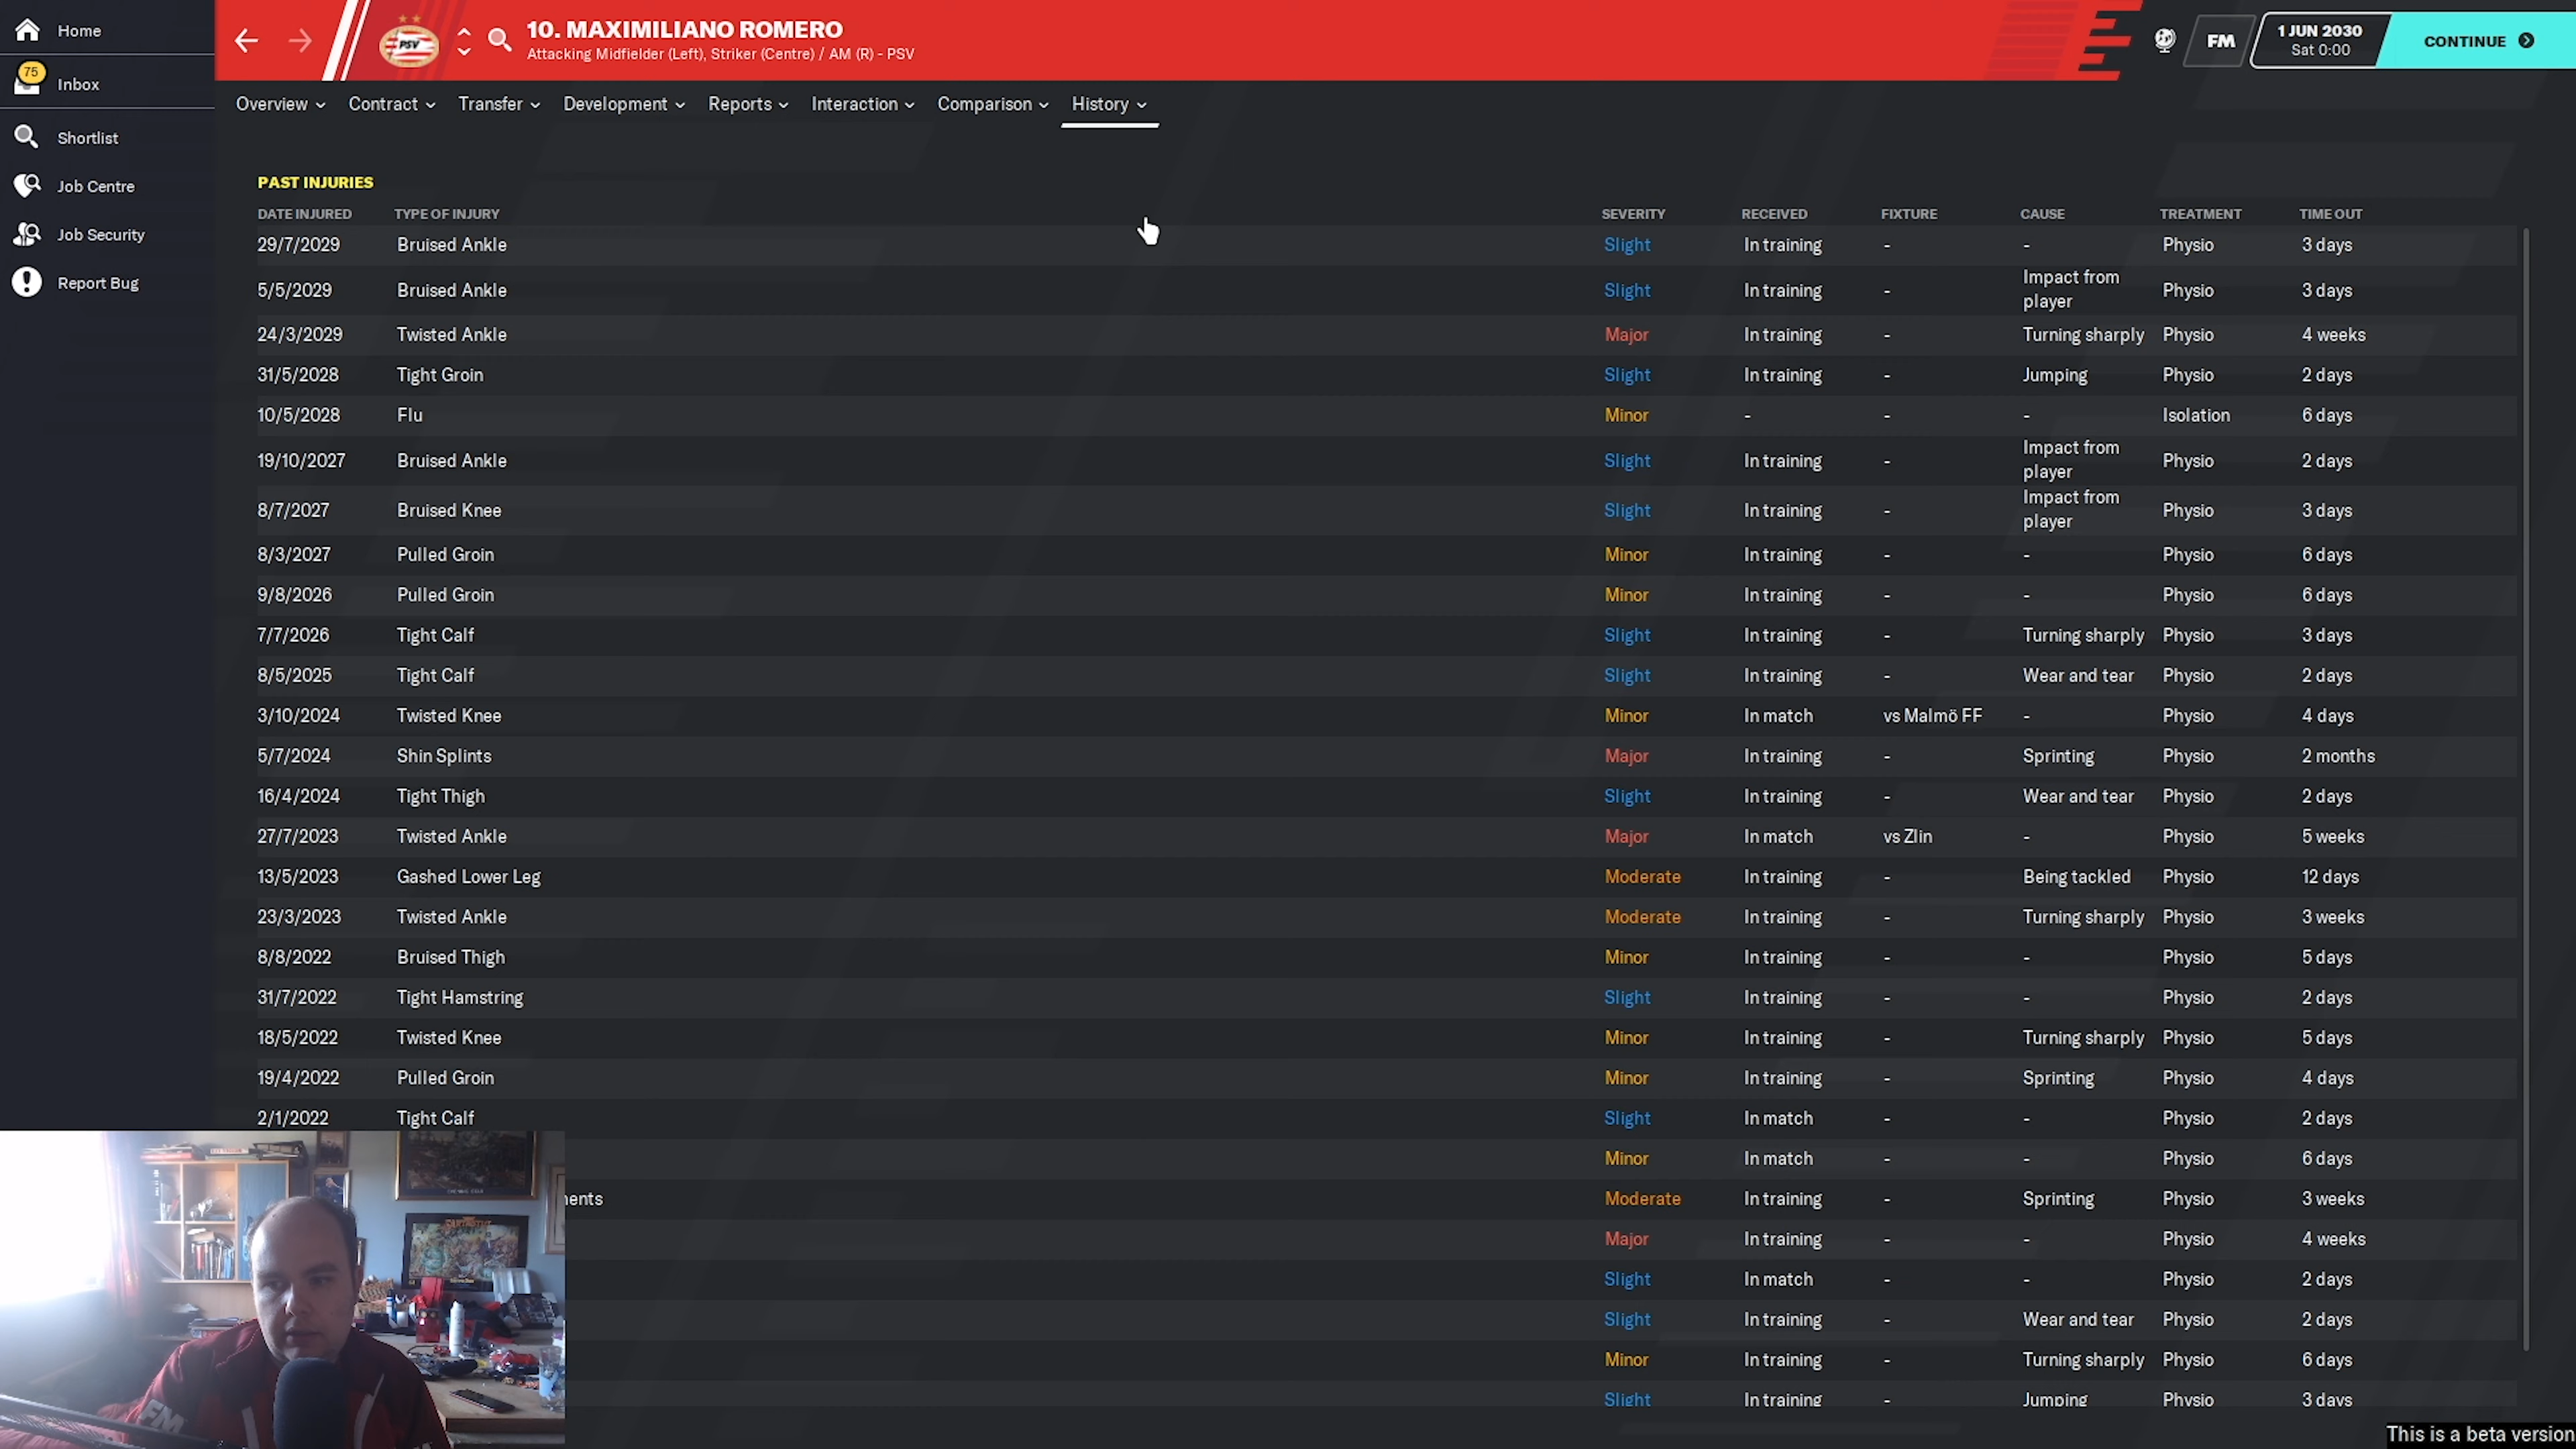 Home
75
Inbox
Shortlist
Job Centre
Job Security
Report Bug
PSV
10. MAXIMILIANO ROMERO
Attacking Midfielder (Left), Striker (Centre) / AM (R) - PSV
FM
1 JUN 2030
Sat 0:00
CONTINUE
Overview Contract Transfer Development Reports Interaction Comparison History
PAST INJURIES
DATE INJURED TYPE OF INJURY SEVERITY RECEIVED FIXTURE CAUSE TREATMENT TIME OUT
29/7/2029 Bruised Ankle Slight In training - - Physio 3 days
5/5/2029 Bruised Ankle Slight In training - Impact from player Physio 3 days
24/3/2029 Twisted Ankle Major In training - Turning sharply Physio 4 weeks
31/5/2028 Tight Groin Slight In training - Jumping Physio 2 days
10/5/2028 Flu Minor - - - Isolation 6 days
19/10/2027 Bruised Ankle Slight In training - Impact from player Physio 2 days
8/7/2027 Bruised Knee Slight In training - Impact from player Physio 3 days
8/3/2027 Pulled Groin Minor In training - - Physio 6 days
9/8/2026 Pulled Groin Minor In training - - Physio 6 days
7/7/2026 Tight Calf Slight In training - Turning sharply Physio 3 days
8/5/2025 Tight Calf Slight In training - Wear and tear Physio 2 days
3/10/2024 Twisted Knee Minor In match vs Malmö FF - Physio 4 days
5/7/2024 Shin Splints Major In training - Sprinting Physio 2 months
16/4/2024 Tight Thigh Slight In training - Wear and tear Physio 2 days
27/7/2023 Twisted Ankle Major In match vs Zlin - Physio 5 weeks
13/5/2023 Gashed Lower Leg Moderate In training - Being tackled Physio 12 days
23/3/2023 Twisted Ankle Moderate In training - Turning sharply Physio 3 weeks
8/8/2022 Bruised Thigh Minor In training - - Physio 5 days
31/7/2022 Tight Hamstring Slight In training - - Physio 2 days
18/5/2022 Twisted Knee Minor In training - Turning sharply Physio 5 days
19/4/2022 Pulled Groin Minor In training - Sprinting Physio 4 days
2/1/2022 Tight Calf Slight In match - - Physio 2 days
Minor In match - - Physio 6 days
ments Moderate In training - Sprinting Physio 3 weeks
Major In training - - Physio 4 weeks
Slight In match - - Physio 2 days
Slight In training - Wear and tear Physio 2 days
Minor In training - Turning sharply Physio 6 days
Slight In training - Jumping Physio 3 days
FM
This is a beta version